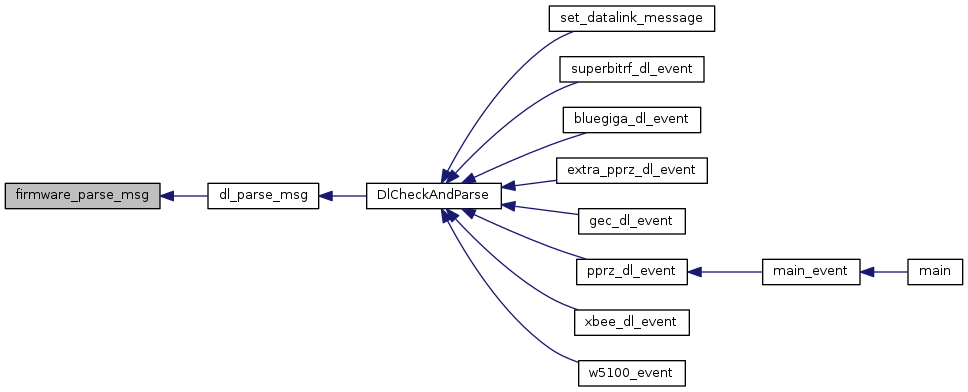 set_datalink_message
superbitrf_dl_event
bluegiga_dl_event
extra_pprz_dl_event
firmware_parse_msg
dl_parse_msg
DlCheckAndParse
gec_dl_event
pprz_dl_event
main_event
main
xbee_dl_event
w5100_event